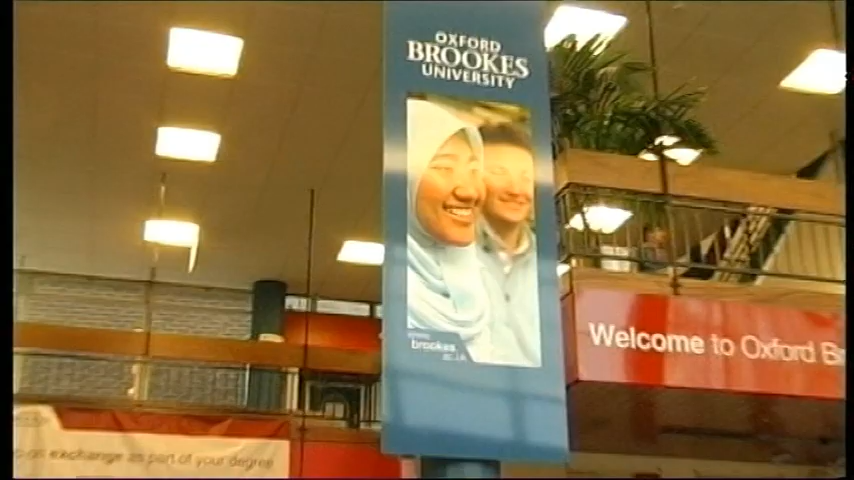 OXFORD
BROOKES
UNIVERSITY
www.
brookes.
ac.uk
Welcome to Oxford B
exchange as part of your degree